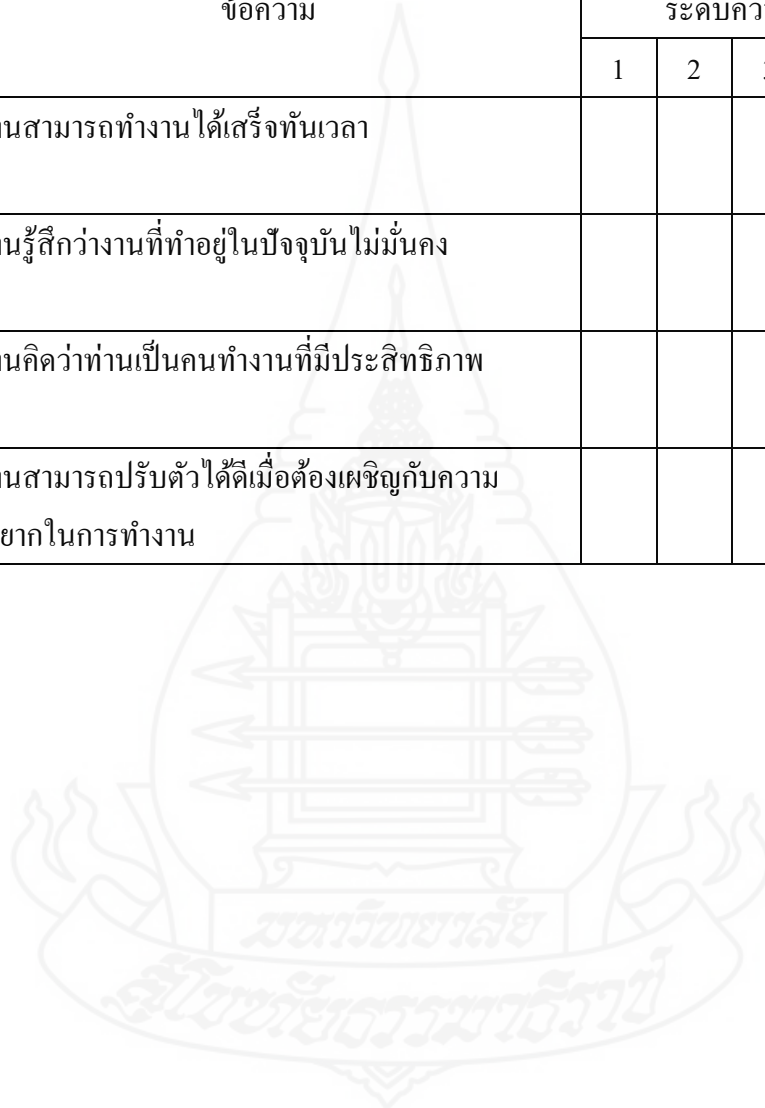 ข้อความ
ระดับควา
1 2
านสามารถทำงานได้เสร็จทันเวลา
านรู้สึกว่างานที่ทำอยู่ในปัจจุบันไม่มั่นคง
านคิดว่าท่านเป็นคนทำงานที่มีประสิทธิภาพ
านสามารถปรับตัวได้ดีเมื่อต้องเผชิญกับความ
ยากในการทำงาน
มหาวิทยาลัย
สุโขทัยธรรมาธิราช